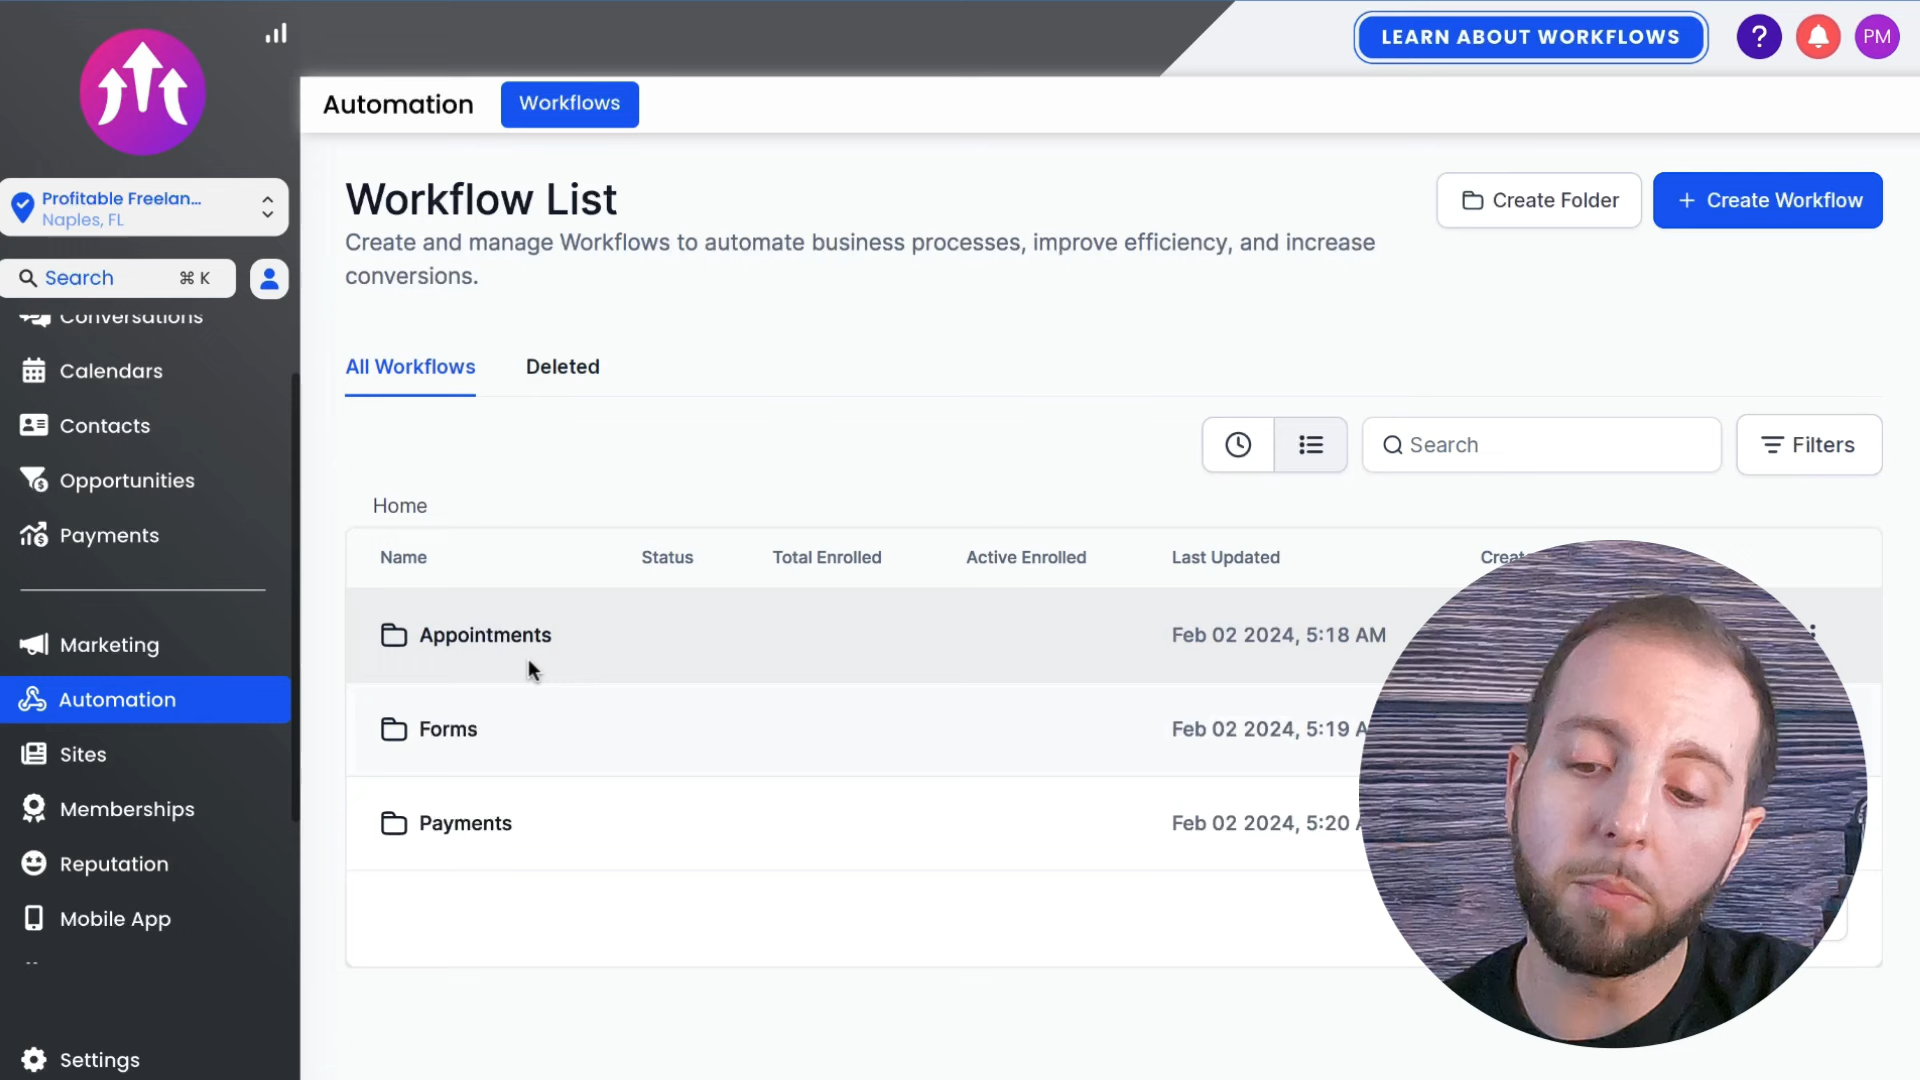 LEARN ABOUT WORKFLOWS
?
PM
Automation
Workflows
Profitable Freelan...
Naples, FL
Search
⌘ K
Conversations
Calendars
Contacts
Opportunities
Payments
Marketing
Automation
Sites
Memberships
Reputation
Mobile App
Settings
Workflow List
Create and manage Workflows to automate business processes, improve efficiency, and increase
conversions.
Create Folder
+ Create Workflow
All Workflows
Deleted
Search
Filters
Home
Name
Status
Total Enrolled
Active Enrolled
Last Updated
Appointments
Feb 02 2024, 5:18 AM
Forms
Feb 02 2024, 5:19
Payments
Feb 02 2024, 5:20